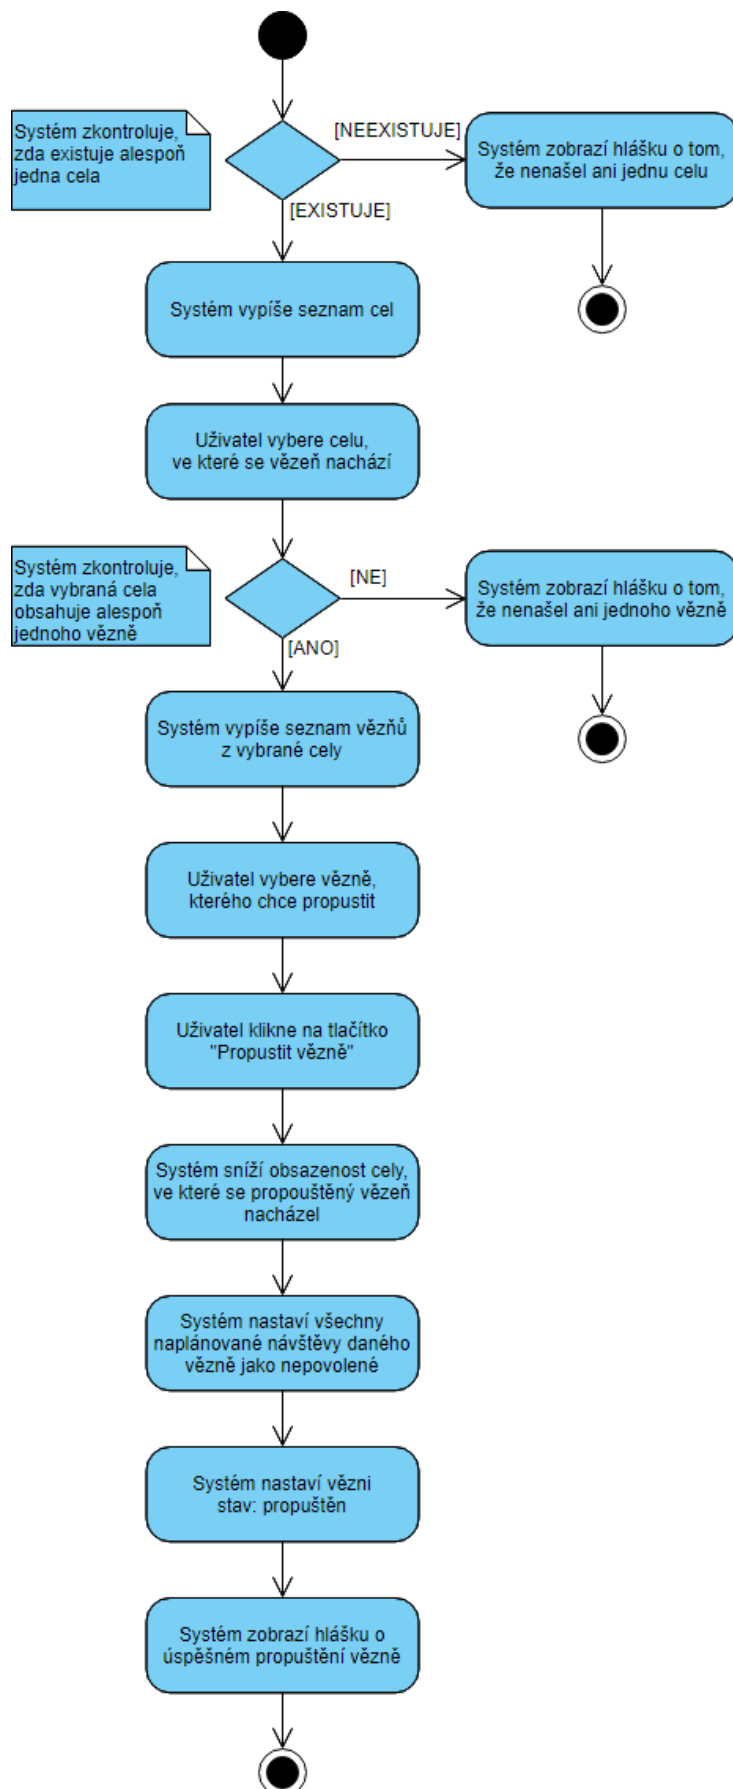 Systém zkontroluje,
zda existuje alespoň
jedna cela
[NEEXISTUJE]
Systém zobrazí hlášku o tom,
že nenašel ani jednu celu
[EXISTUJE]
Systém vypíše seznam cel
Uživatel vybere celu,
ve které se vězeň nachází
Systém zkontroluje,
zda vybraná cela
obsahuje alespoň
jednoho vězně
[NE]
Systém zobrazí hlášku o tom,
že nenašel ani jednoho vězně
[ANO]
Systém vypíše seznam vězňů
z vybrané cely
Uživatel vybere vězně,
kterého chce propustit
Uživatel klikne na tlačítko
"Propustit vězně"
Systém sníží obsazenost cely,
ve které se propouštěný vězeň
nacházel
Systém nastaví všechny
naplánované návštěvy daného
vězně jako nepovolené
Systém nastaví vězni
stav: propuštěn
Systém zobrazí hlášku o
úspěšném propuštění vězně